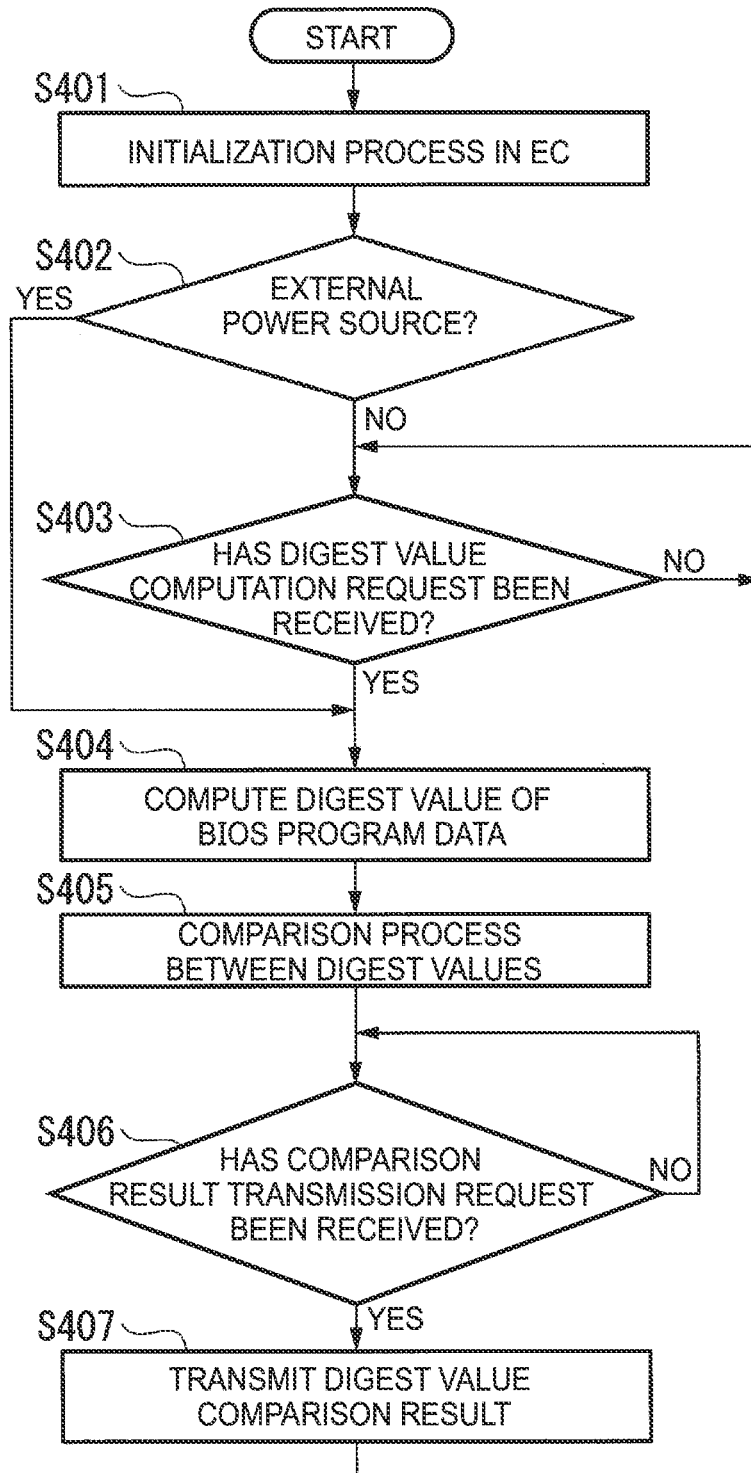 START
S401
INITIALIZATION PROCESS IN EC
S402
YES
EXTERNAL
POWER SOURCE?
NO
S403
HAS DIGEST VALUE
COMPUTATION REQUEST BEEN
RECEIVED?
NO
YES
S404
COMPUTE DIGEST VALUE OF
BIOS PROGRAM DATA
S405
COMPARISON PROCESS
BETWEEN DIGEST VALUES
S406
HAS COMPARISON
RESULT TRANSMISSION REQUEST
BEEN RECEIVED?
NO
YES
S407
TRANSMIT DIGEST VALUE
COMPARISON RESULT